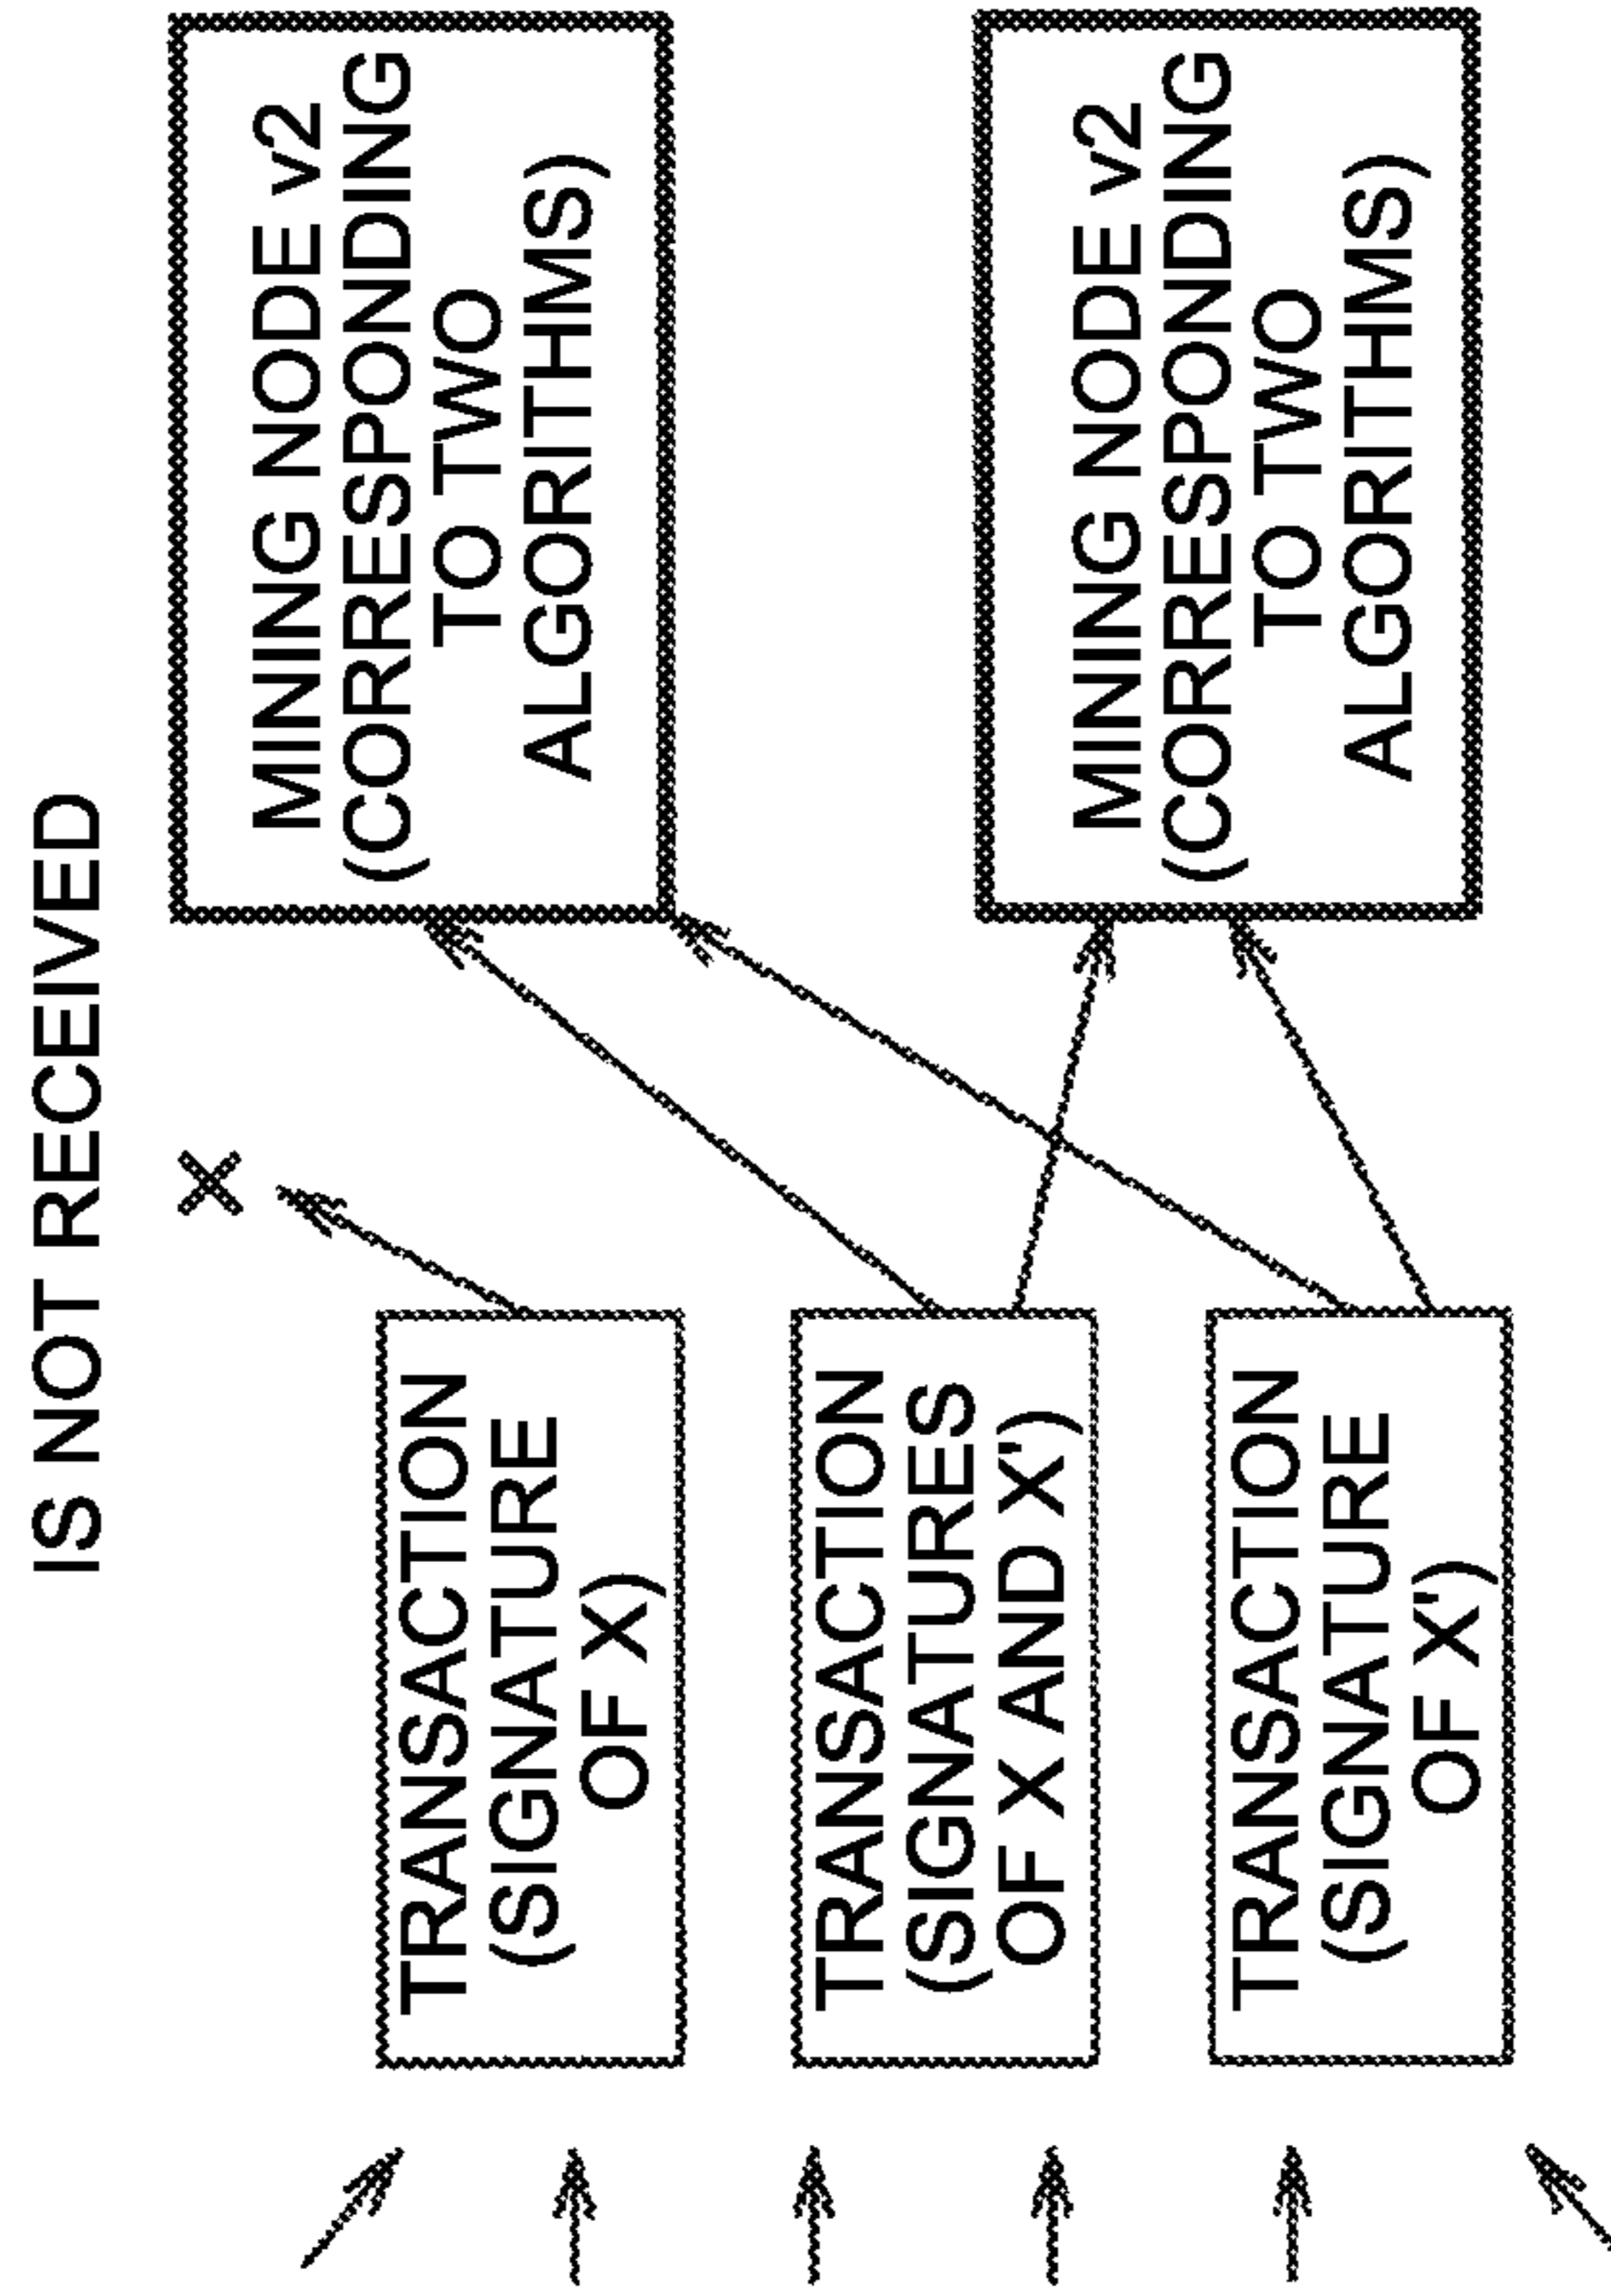 IS NOT RECEIVED
TRANSACTION
(SIGNATURE
OF X)
TRANSACTION
(SIGNATURES
OF X AND X')
TRANSACTION
(SIGNATURE
OF X')
MINING NODE v2
(CORRESPONDING
TO TWO
ALGORITHMS)
MINING NODE v2
(CORRESPONDING
TO TWO
ALGORITHMS)